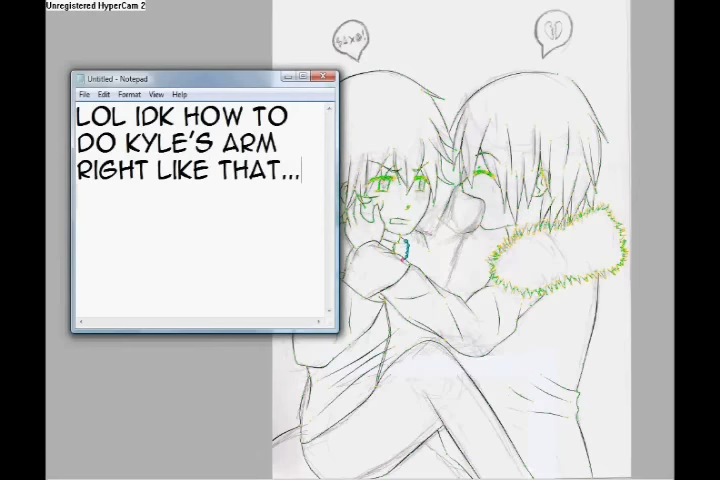 Unregistered HyperCam 2
Untitled - Notepad
File Edit Format View Help
LOL IDK HOW TO
DO KYLE'S ARM
RIGHT LIKE THAT...